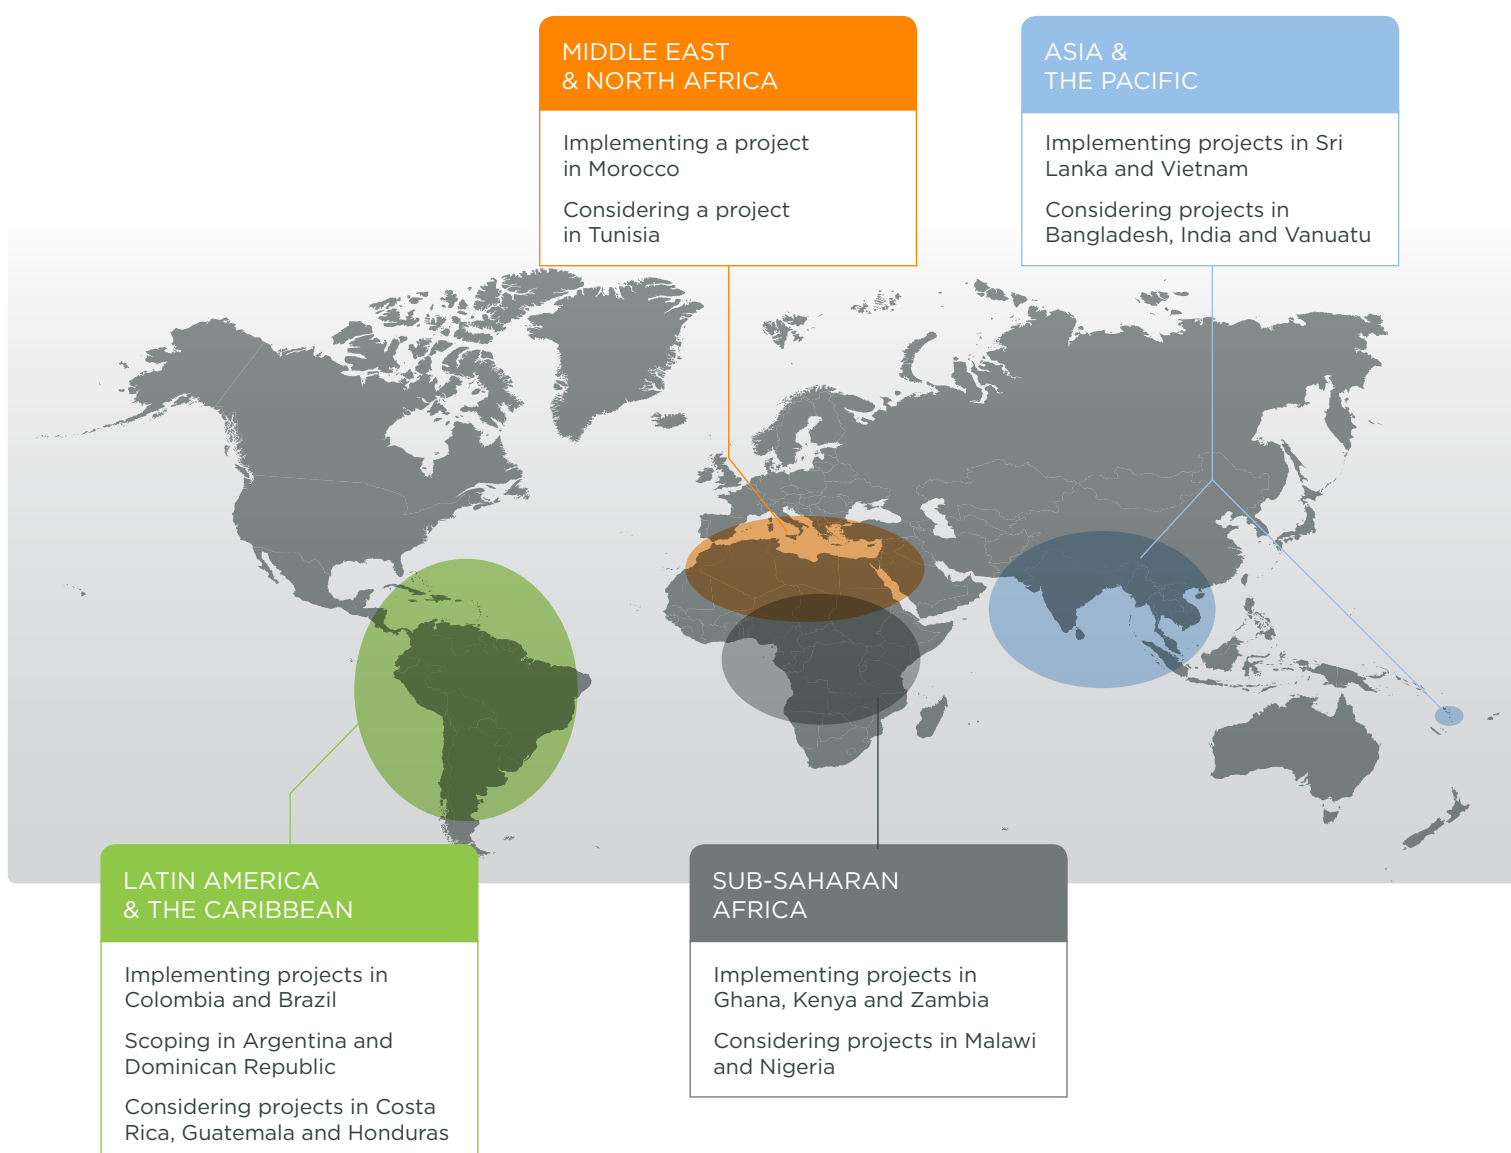 MIDDLE EAST
& NORTH AFRICA
Implementing a project
in Morocco
Considering a project
in Tunisia
ASIA &
THE PACIFIC
Implementing projects in Sri
Lanka and Vietnam
Considering projects in
Bangladesh, India and Vanuatu
LATIN AMERICA
& THE CARIBBEAN
Implementing projects in
Colombia and Brazil
Scoping in Argentina and
Dominican Republic
Considering projects in Costa
Rica, Guatemala and Honduras
SUB-SAHARAN
AFRICA
Implementing projects in
Ghana, Kenya and Zambia
Considering projects in Malawi
and Nigeria